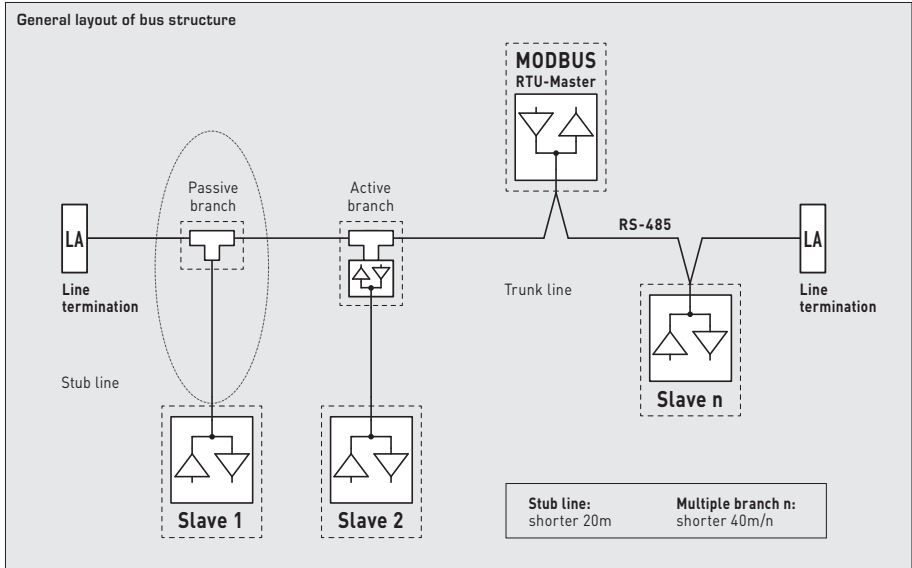 General layout of bus structure
MODBUS
RTU-Master
Passive
branch
Active
branch
LA
RS-485
LA
Line
termination
Trunk line
Line
termination
Stub line
Slave n
Slave 1
Slave 2
Stub line:
shorter 20m
Multiple branch n:
shorter 40m/n